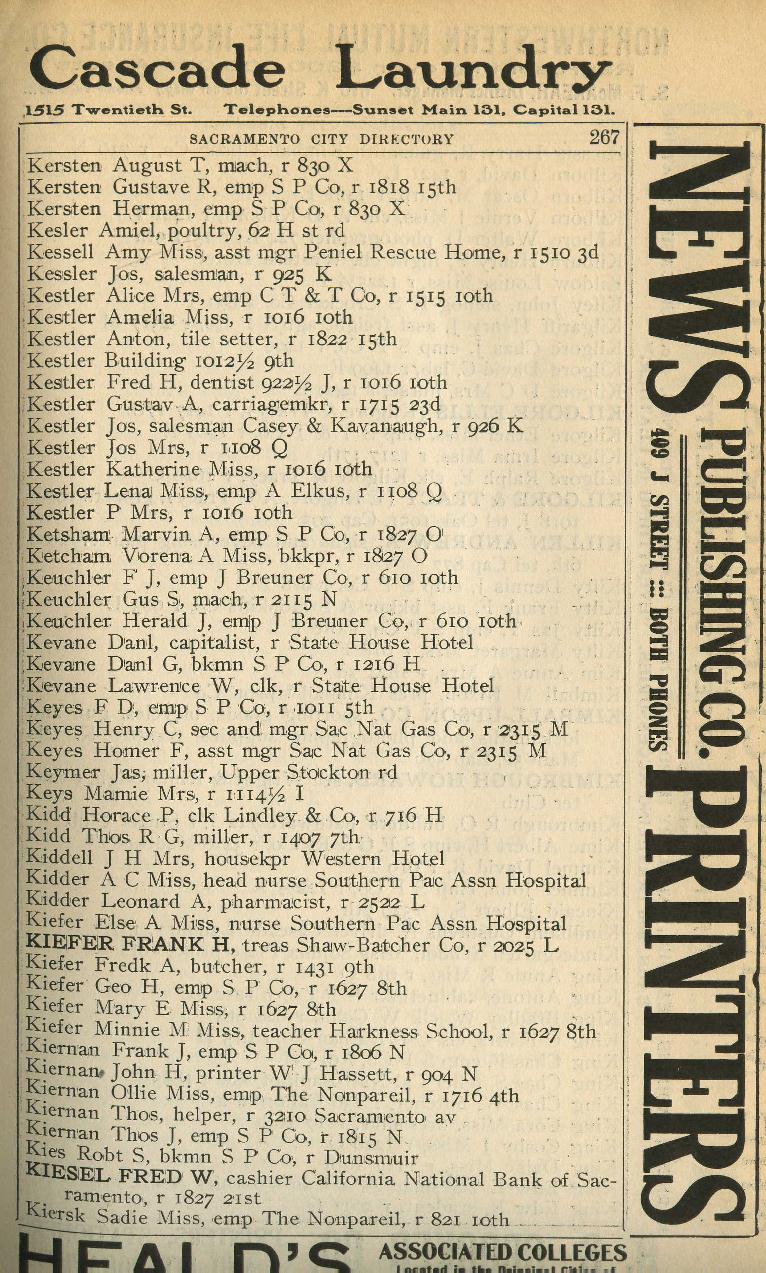 Cascade Laundry
1515 Twentieth St. Telephones---Sunset Main 131, Capital 131.
SACRAMENTO CITY DIRECTORY 267
Kersten August T, mach, r 830 X
Kersten Gustave R, emp S P Co, r 1818 15th
Kersten Herman, emp S P Co, r 830 X
Kesler Amiel, poultry, 62 H st rd
Kessell Amy Miss, asst mgr Peniel Rescue Home, r 1510 3d
Kessler Jos, salesman, r 925 K
Kestler Alice Mrs, emp C T & T Co, r 1515 10th
Kestler Amelia Miss, r 1016 10th
Kestler Anton, tile setter, r 1822 15th
Kestler Building 1012½ 9th
Kestler Fred H, dentist 922½ J, r 1016 10th
Kestler Gustav A, carriagemkr, r 1715 23d
Kestler Jos, salesman Casey & Kavanaugh, r 926 K
Kestler Jos Mrs, r 1108 Q
Kestler Katherine Miss, r 1016 10th
Kestler Lena Miss, emp A Elkus, r 1108 Q
Kestler P Mrs, r 1016 10th
Ketsham Marvin A, emp S P Co, r 1827 O
Ketcham Vorena A Miss, bkkpr, r 1827 O
Keuchler F J, emp J Breuner Co, r 610 10th
Keuchler Gus S, mach, r 2115 N
Keuchler Herald J, emp J Breuner Co, r 610 10th
Kevane Danl, capitalist, r State House Hotel
Kevane Danl G, bkmn S P Co, r 1216 H
Kevane Lawrence W, clk, r State House Hotel
Keyes F D, emp S P Co, r 1011 5th
Keyes Henry C, sec and mgr Sac Nat Gas Co, r 2315 M
Keyes Homer F, asst mgr Sac Nat Gas Co, r 2315 M
Keymer Jas, miller, Upper Stockton rd
Keys Mamie Mrs, r 1114½ I
Kidd Horace P, clk Lindley & Co, r 716 H
Kidd Thos R G, miller, r 1407 7th
Kiddell J H Mrs, housekpr Western Hotel
Kidder A C Miss, head nurse Southern Pac Assn Hospital
Kidder Leonard A, pharmacist, r 2522 L
Kiefer Else A Miss, nurse Southern Pac Assn Hospital
KIEFER FRANK H, treas Shaw-Batcher Co, r 2025 L
Kiefer Fredk A, butcher, r 1431 9th
Kiefer Geo H, emp S P Co, r 1627 8th
Kiefer Mary E Miss, r 1627 8th
Kiefer Minnie M Miss, teacher Harkness School, r 1627 8th
Kiernan Frank J, emp S P Co, r 1806 N
Kiernan John H, printer W J Hassett, r 904 N
Kiernan Ollie Miss, emp The Nonpareil, r 1716 4th
Kiernan Thos, helper, r 3210 Sacramento av
Kiernan Thos J, emp S P Co, r 1815 N
Kies Robt S, bkmn S P Co, r Dunsmuir
KIESEL FRED W, cashier California National Bank of Sac-
ramento, r 1827 21st
Kiersk Sadie Miss, emp The Nonpareil, r 821 10th
NEWS PUBLISHING CO. PRINTERS
409 J STREET ::: BOTH PHONES
HEALD'S ASSOCIATED COLLEGES
Located in the Principal Cities of